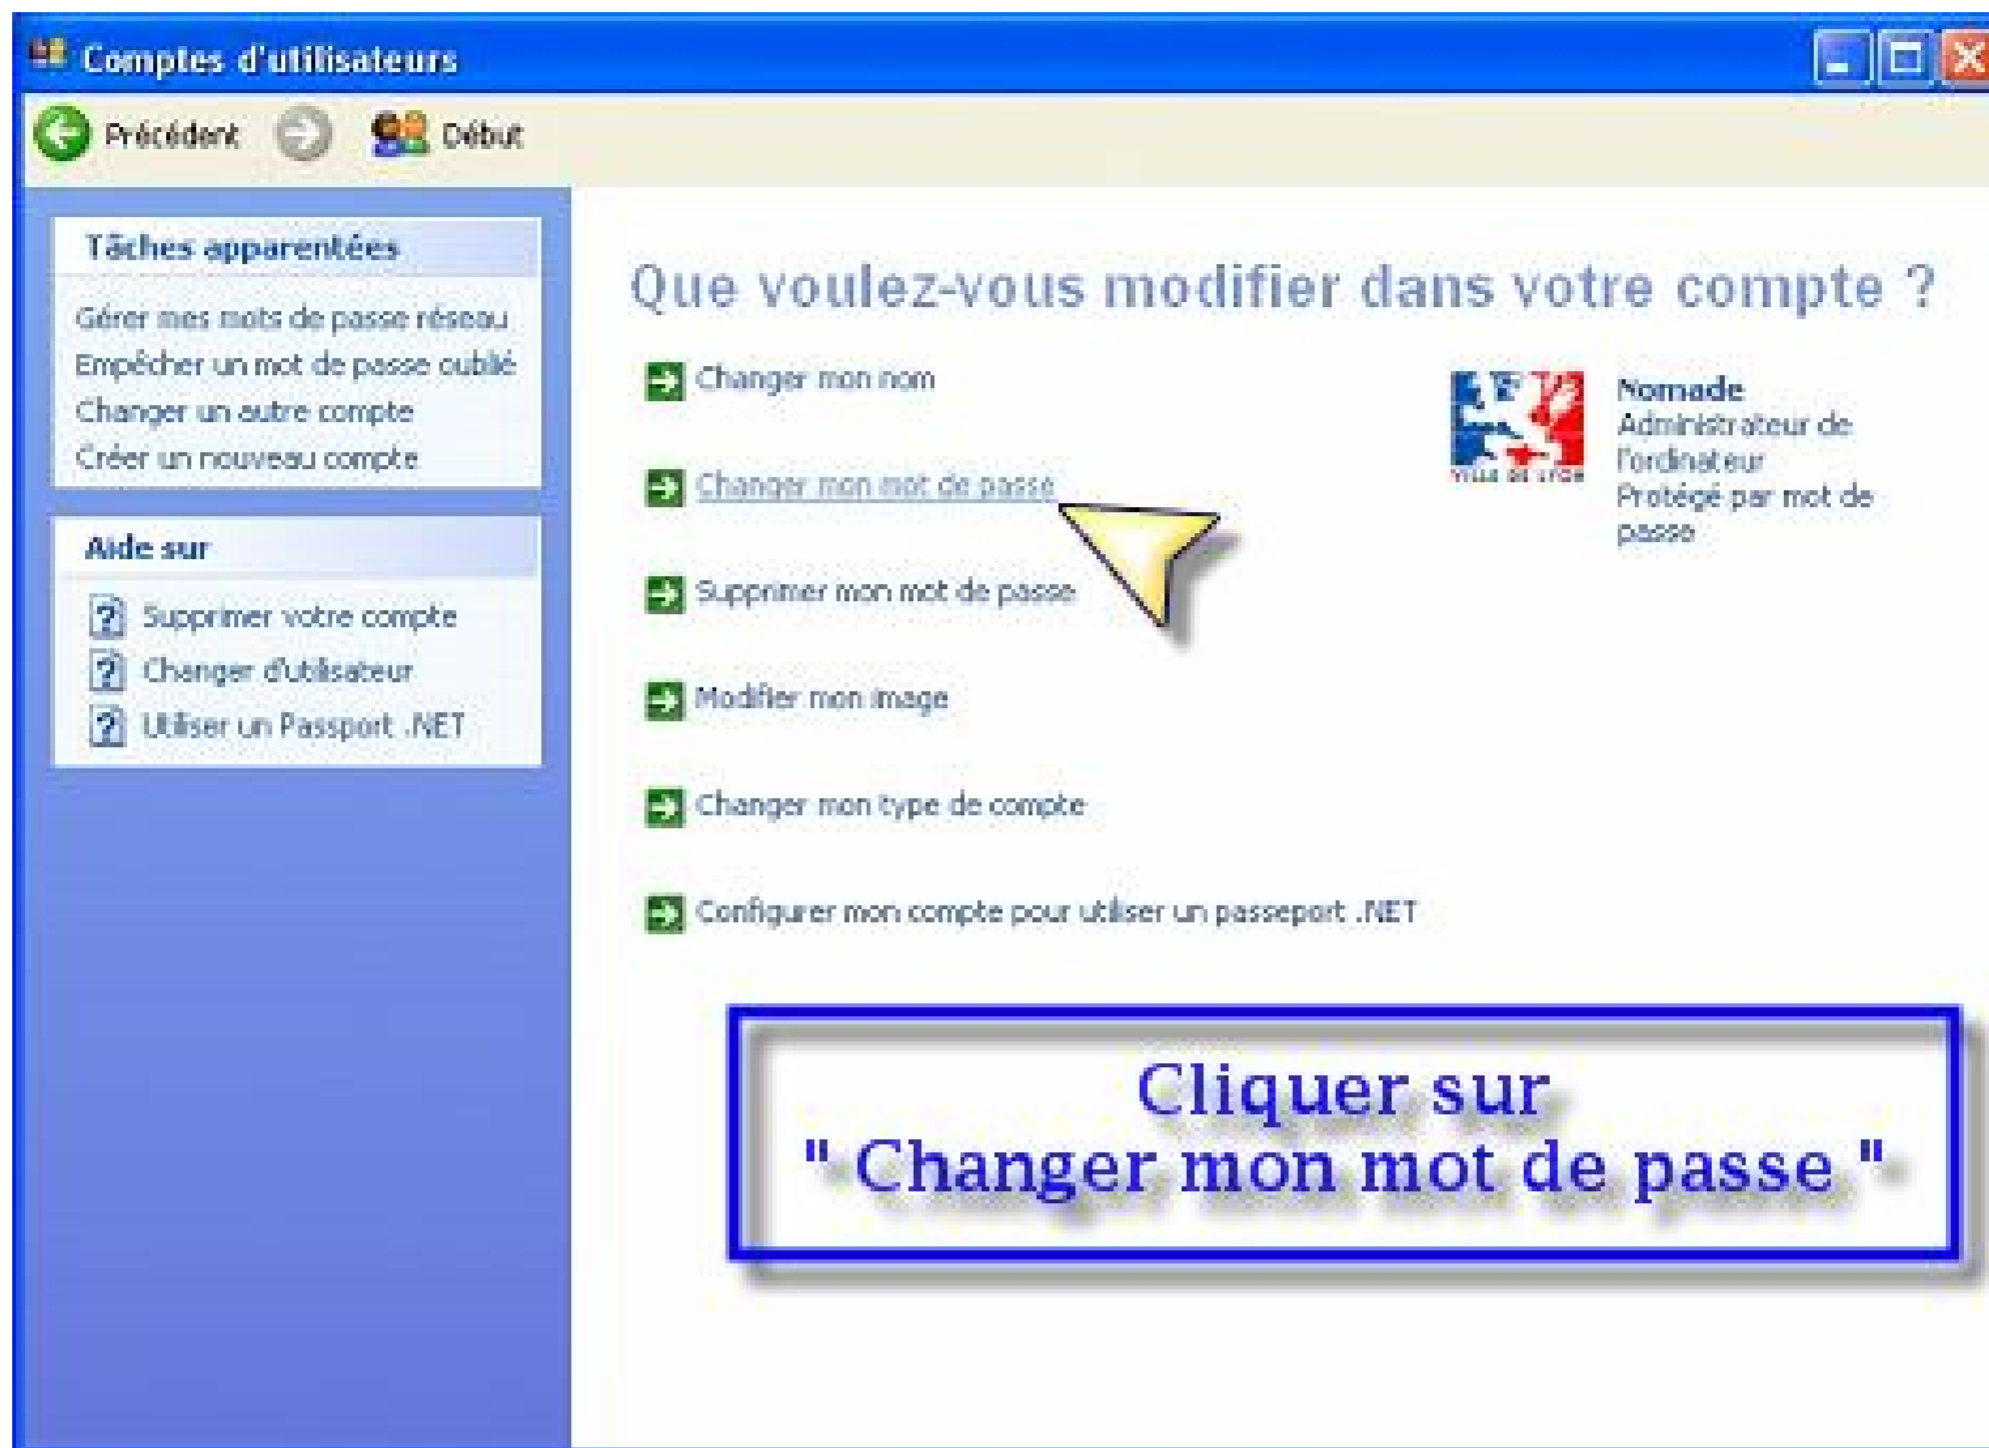 Comptes d'utilisateurs
Précédent
Début
Tâches apparentées
Gérer mes mots de passe réseau
Empêcher un mot de passe oublié
Changer un autre compte
Créer un nouveau compte
Aide sur
Supprimer votre compte
Changer d'utilisateur
Utiliser un Passport .NET
Que voulez-vous modifier dans votre compte ?
Changer mon nom
Changer mon mot de passe
Supprimer mon mot de passe
Modifier mon image
Changer mon type de compte
Configurer mon compte pour utiliser un passeport .NET
VILLE DE LYON
Nomade
Administrateur de
l'ordinateur
Protégé par mot de
passe
Cliquer sur
" Changer mon mot de passe "